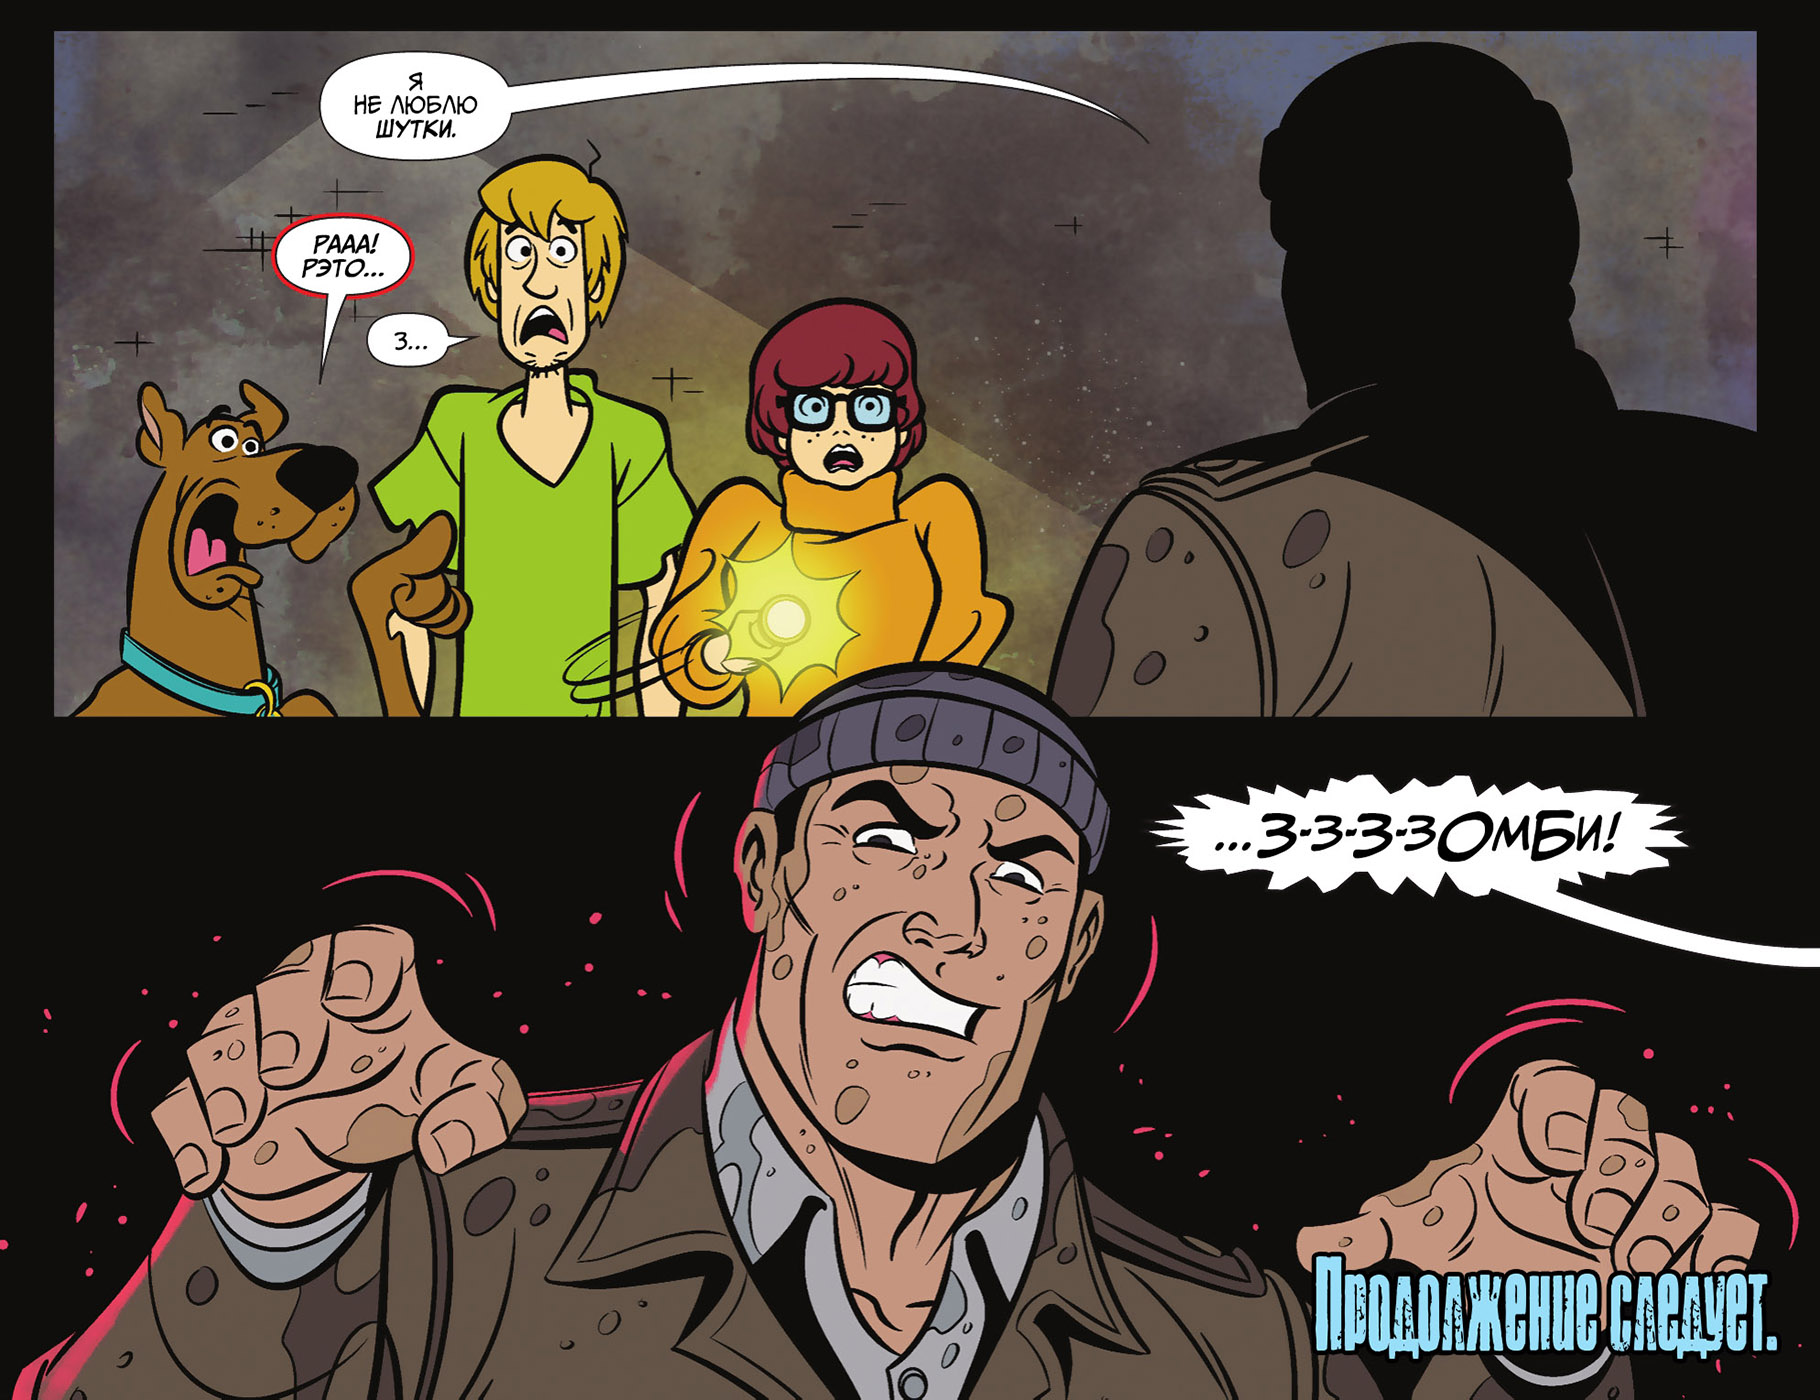 Я
НЕ ЛЮБЛЮ
ШУТКИ.
РААА!
РЭТО...
З...
...З-З-З-ЗОМБИ!
Продолжение следует.